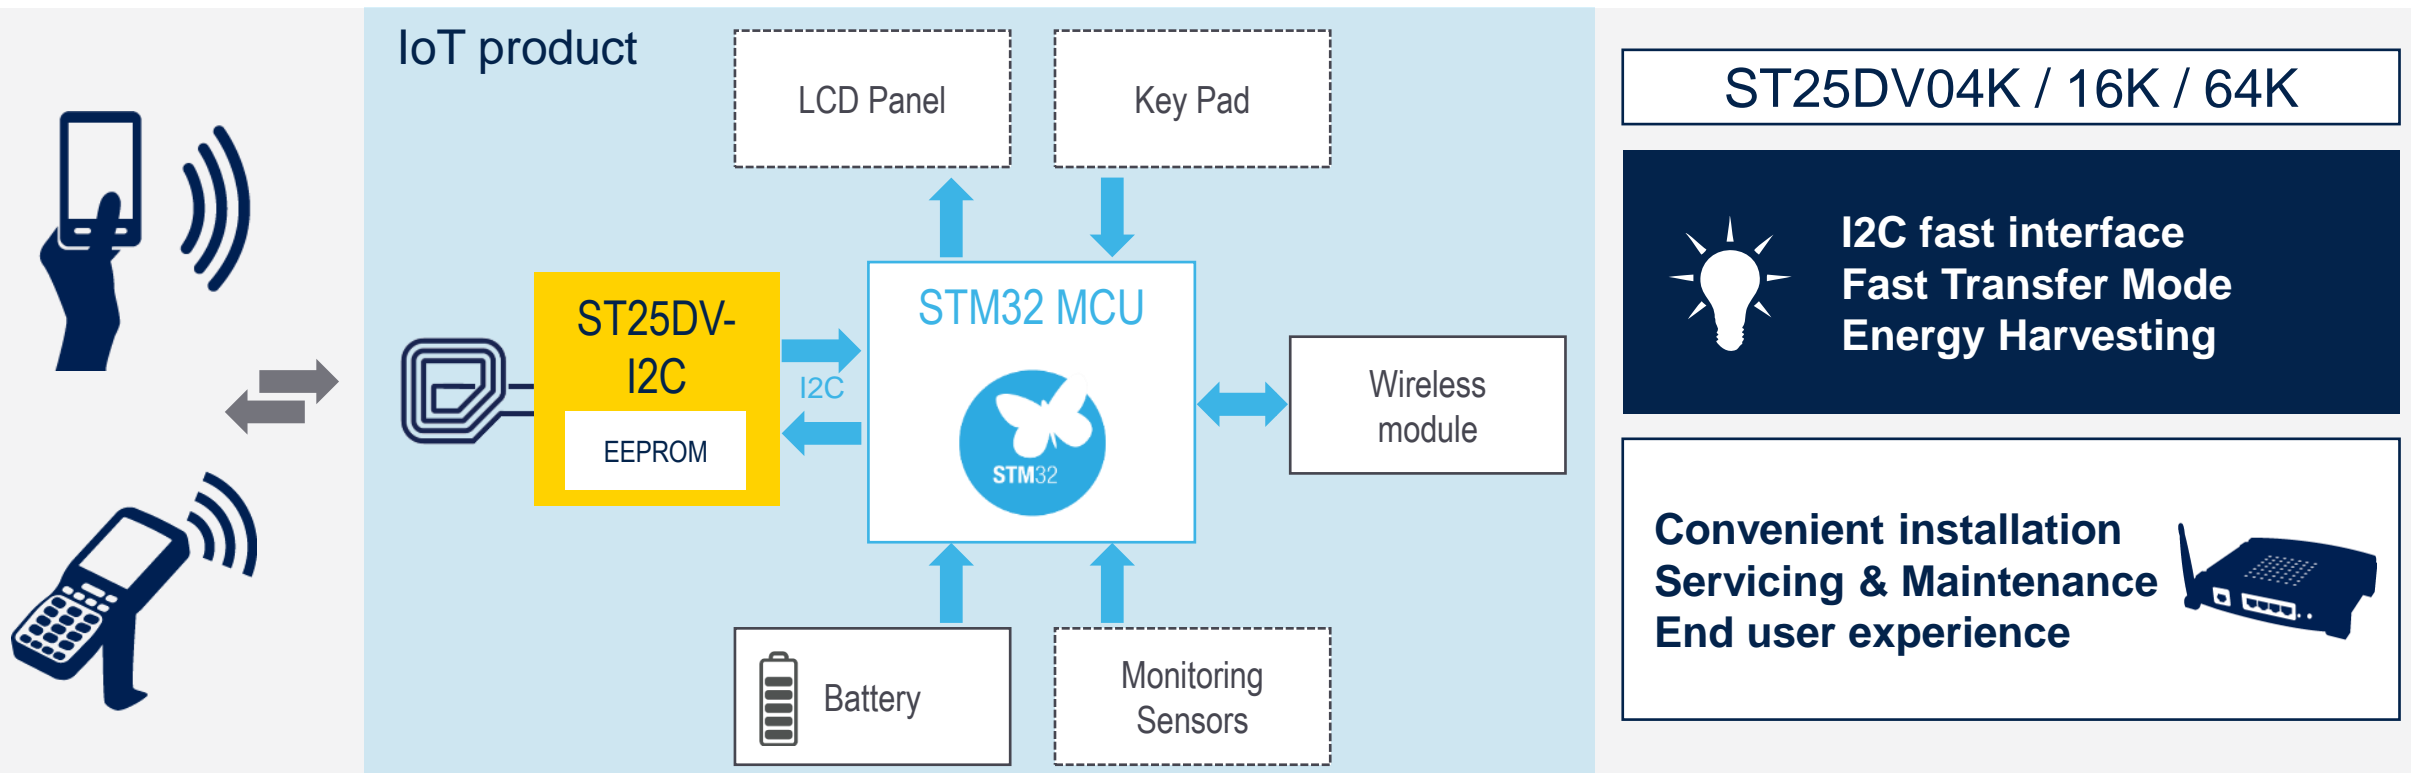 IoT product
LCD Panel
Key Pad
ST25DV-
I2C
EEPROM
I2C
STM32 MCU
STM32
Wireless
module
Battery
Monitoring
Sensors
ST25DV04K / 16K / 64K
I2C fast interface
Fast Transfer Mode
Energy Harvesting
Convenient installation
Servicing & Maintenance
End user experience